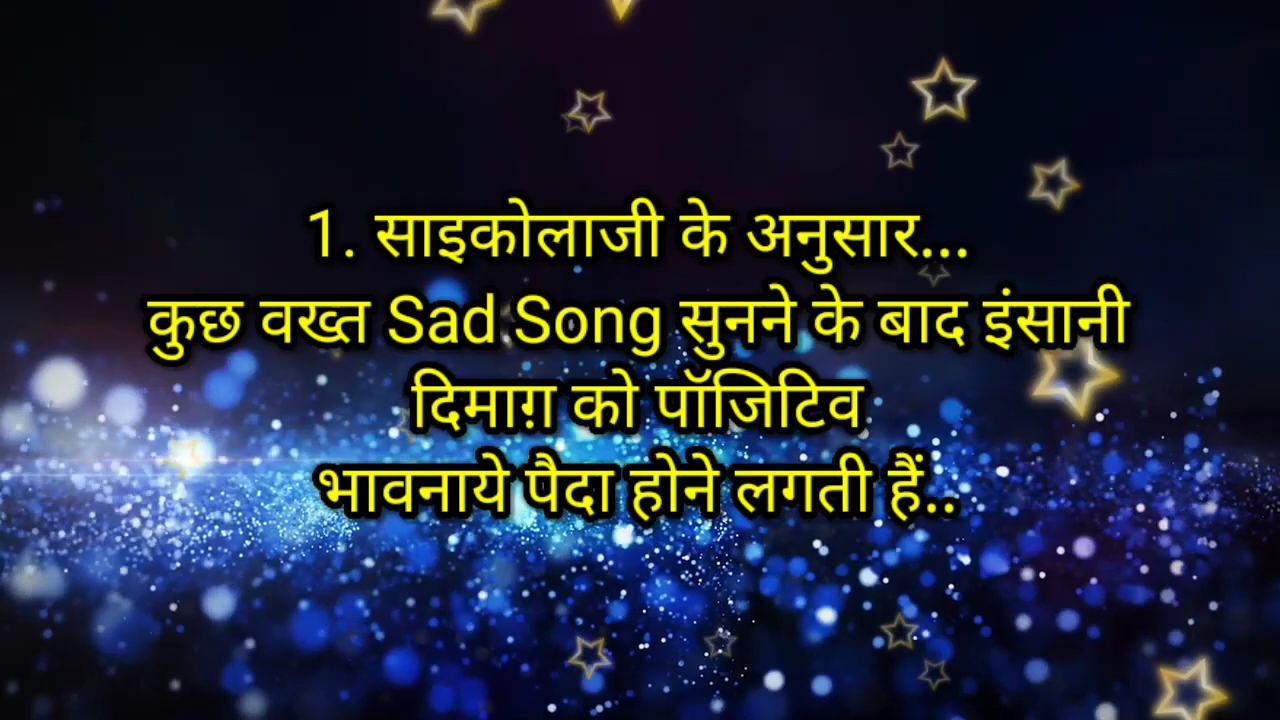 1. साइकोलाजी के अनुसार...
कुछ वख्त Sad Song सुनने के बाद इंसानी
दिमाग़ को पॉजिटिव
भावनाये पैदा होने लगती हैं..